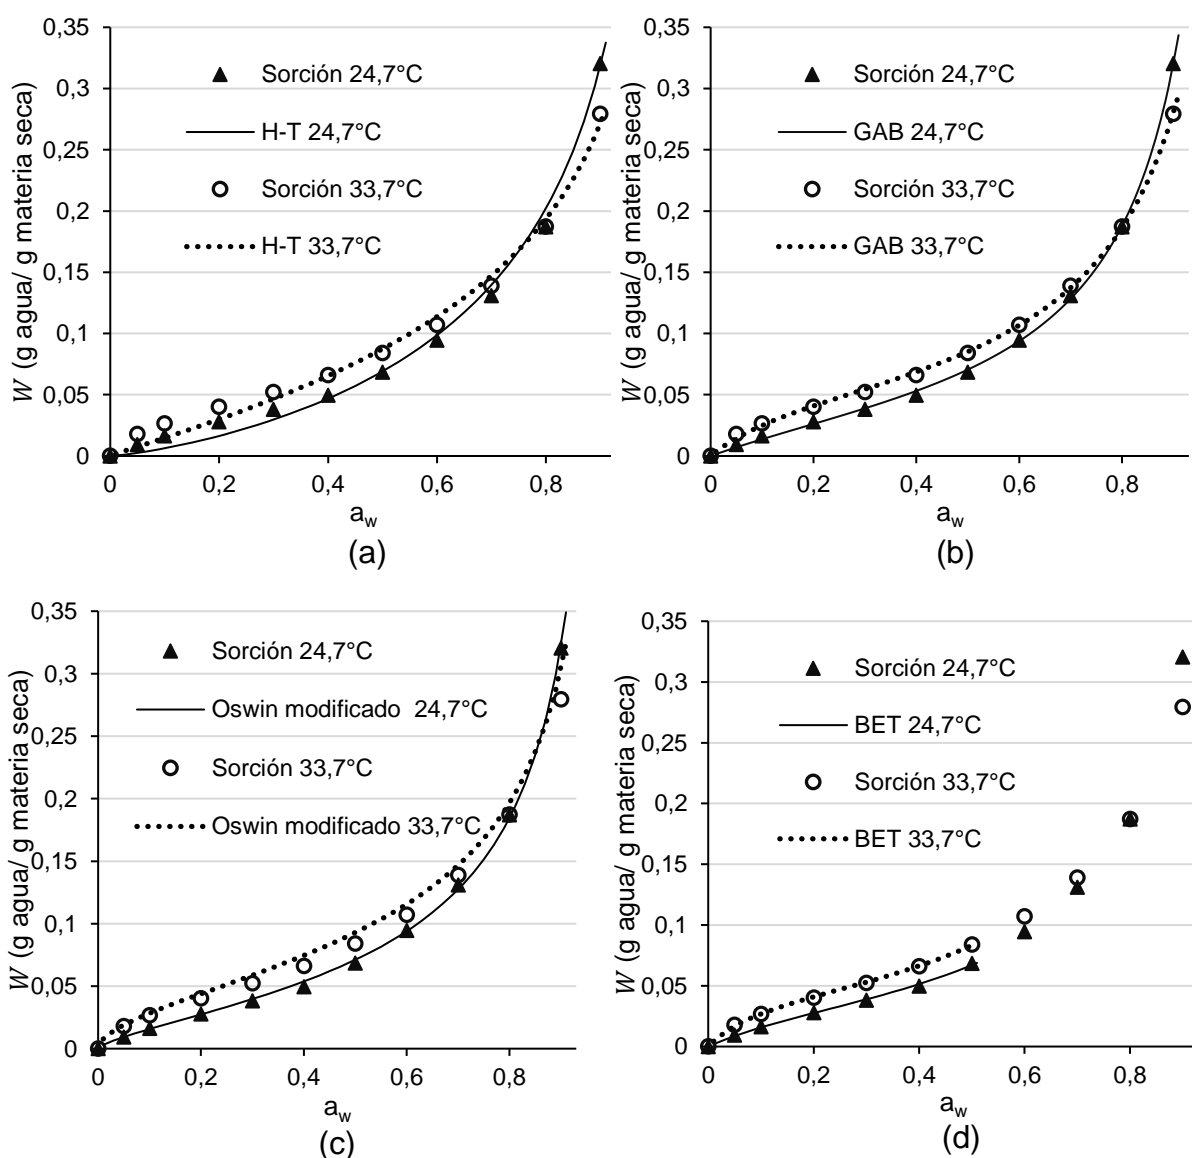 0,35
0,3
0,25
0,2
0,15
0,1
0,05
0
W (g agua/ g materia seca)
Sorción 24,7°C
H-T 24,7°C
Sorción 33,7°C
H-T 33,7°C
0 0,2 0,4 0,6 0,8
a_w
(a)
0,35
0,3
0,25
0,2
0,15
0,1
0,05
0
W (g agua/ g materia seca)
Sorción 24,7°C
GAB 24,7°C
Sorción 33,7°C
GAB 33,7°C
0 0,2 0,4 0,6 0,8
a_w
(b)
0,35
0,3
0,25
0,2
0,15
0,1
0,05
0
W (g agua/ g materia seca)
Sorción 24,7°C
Oswin modificado 24,7°C
Sorción 33,7°C
Oswin modificado 33,7°C
0 0,2 0,4 0,6 0,8
a_w
(c)
0,35
0,3
0,25
0,2
0,15
0,1
0,05
0
W (g agua/ g materia seca)
Sorción 24,7°C
BET 24,7°C
Sorción 33,7°C
BET 33,7°C
0 0,2 0,4 0,6 0,8
a_w
(d)